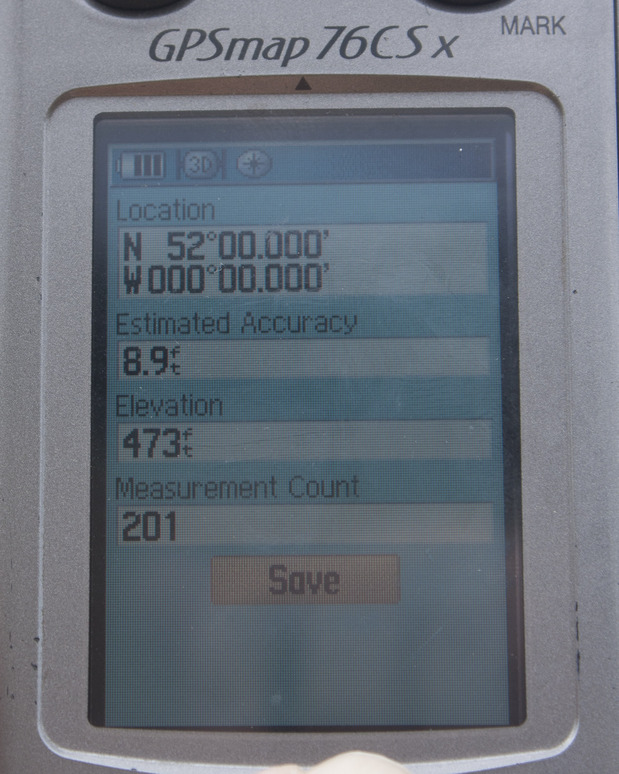 GPSmap 76CSx
MARK
3D
Location
N 52°00.000'
W000°00.000'
Estimated Accuracy
8.9ft
Elevation
473ft
Measurement Count
201
Save